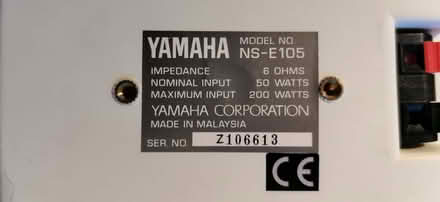 YAMAHA MODEL NO.
NS-E105
IMPEDANCE 6 OHMS
NOMINAL INPUT 50 WATTS
MAXIMUM INPUT 200 WATTS
YAMAHA CORPORATION
MADE IN MALAYSIA
SER NO Z106613
CE